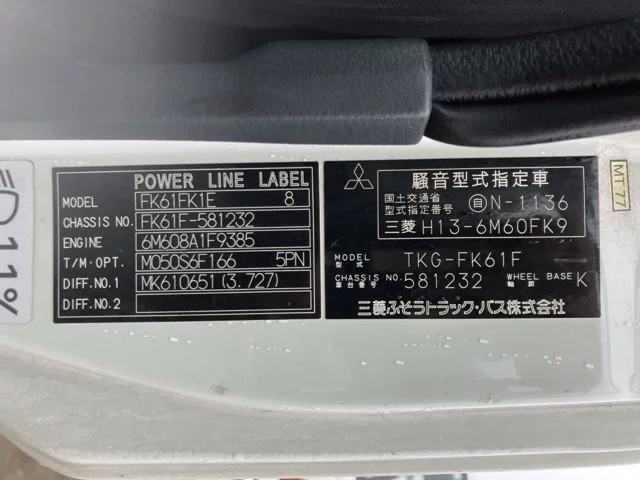 POWER LINE LABEL
MODEL FK61FK1E 8
CHASSIS NO. FK61F-581232
ENGINE 6M608A1F9385
T/M·OPT. M050S6F166 5PN
DIFF.NO.1 MK610651 (3.727)
DIFF.NO.2
騒音型式指定車
国土交通省
型式指定番号 自N-1136
三菱 H13-6M60FK9
MODEL
型式 TKG-FK61F
CHASSIS NO.
車台番号 581232 WHEEL BASE
軸距 K
三菱ふそうトラック・バス株式会社
MT77
11%